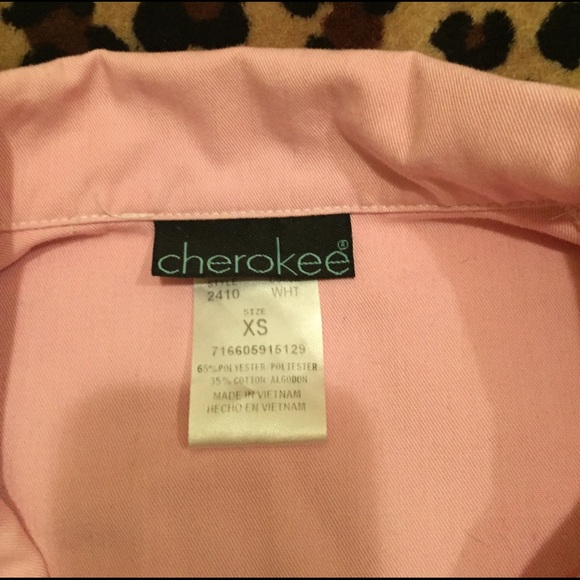 cherokee®
STYLE
2410 WHT
SIZE
XS
716605915129
65% POLYESTER POLIESTER
35% COTTON ALGODON
MADE IN VIETNAM
HECHO EN VIETNAM